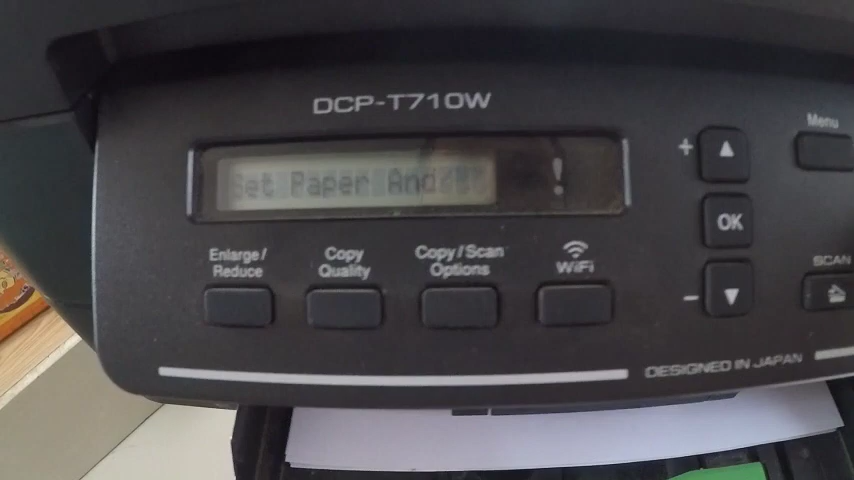 DCP-T710W
Set Paper And
!
Enlarge/
Reduce
Copy
Quality
Copy/Scan
Options
WiFi
+
OK
−
Menu
SCAN
DESIGNED IN JAPAN